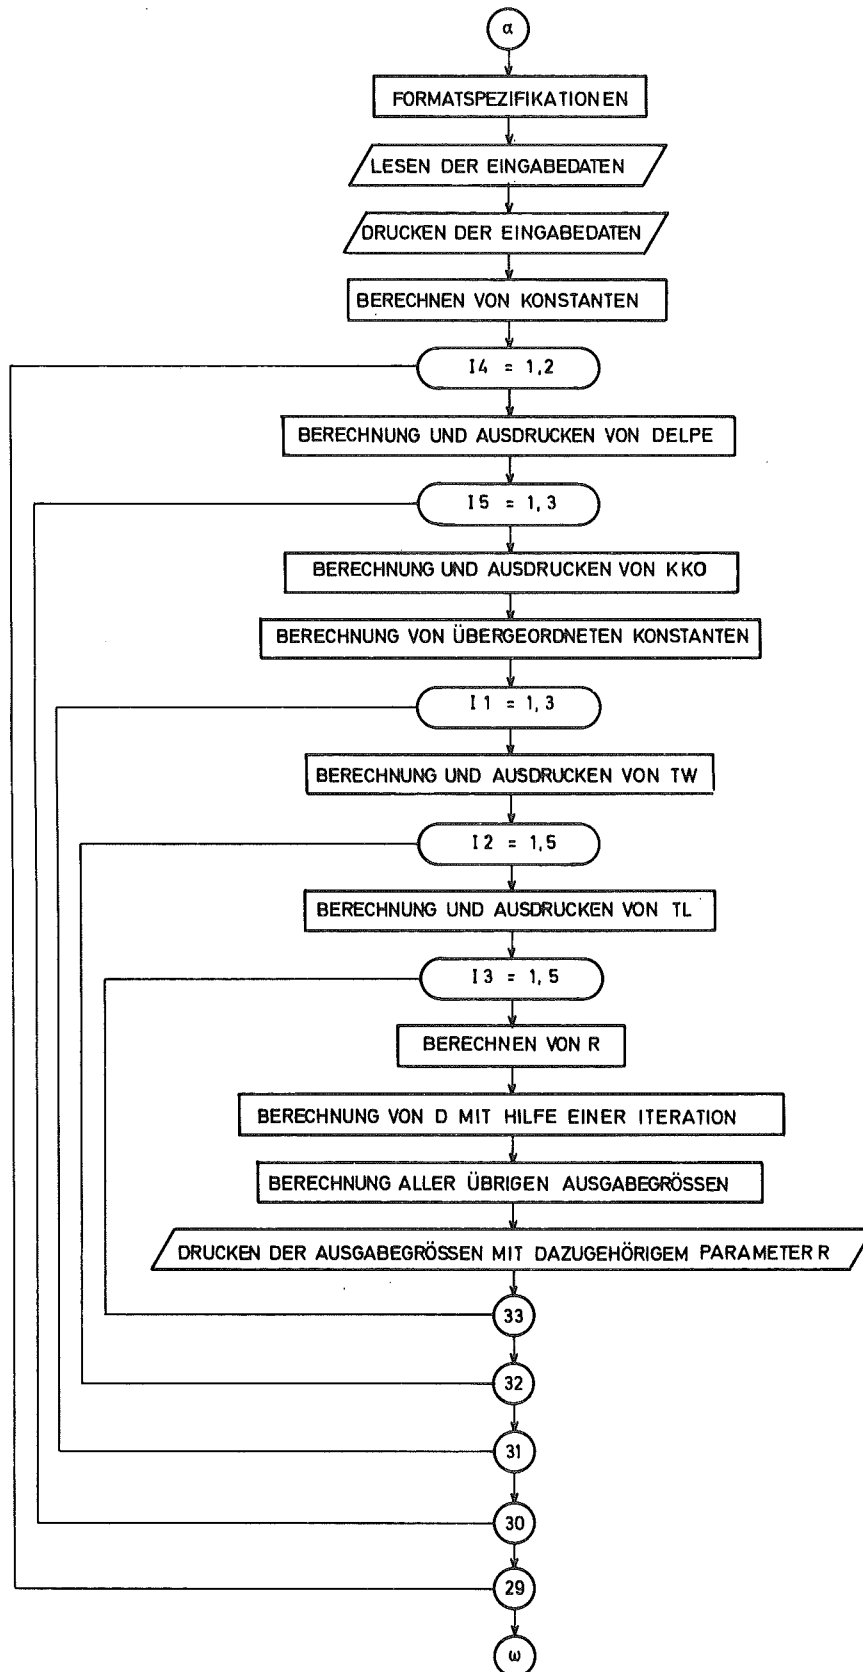 α
FORMATSPEZIFIKATIONEN
LESEN DER EINGABEDATEN
DRUCKEN DER EINGABEDATEN
BERECHNEN VON KONSTANTEN
I4 = 1,2
BERECHNUNG UND AUSDRUCKEN VON DELPE
I5 = 1,3
BERECHNUNG UND AUSDRUCKEN VON KKO
BERECHNUNG VON ÜBERGEORDNETEN KONSTANTEN
I1 = 1,3
BERECHNUNG UND AUSDRUCKEN VON TW
I2 = 1,5
BERECHNUNG UND AUSDRUCKEN VON TL
I3 = 1,5
BERECHNEN VON R
BERECHNUNG VON D MIT HILFE EINER ITERATION
BERECHNUNG ALLER ÜBRIGEN AUSGABEGRÖSSEN
DRUCKEN DER AUSGABEGRÖSSEN MIT DAZUGEHÖRIGEM PARAMETER R
33
32
31
30
29
ω